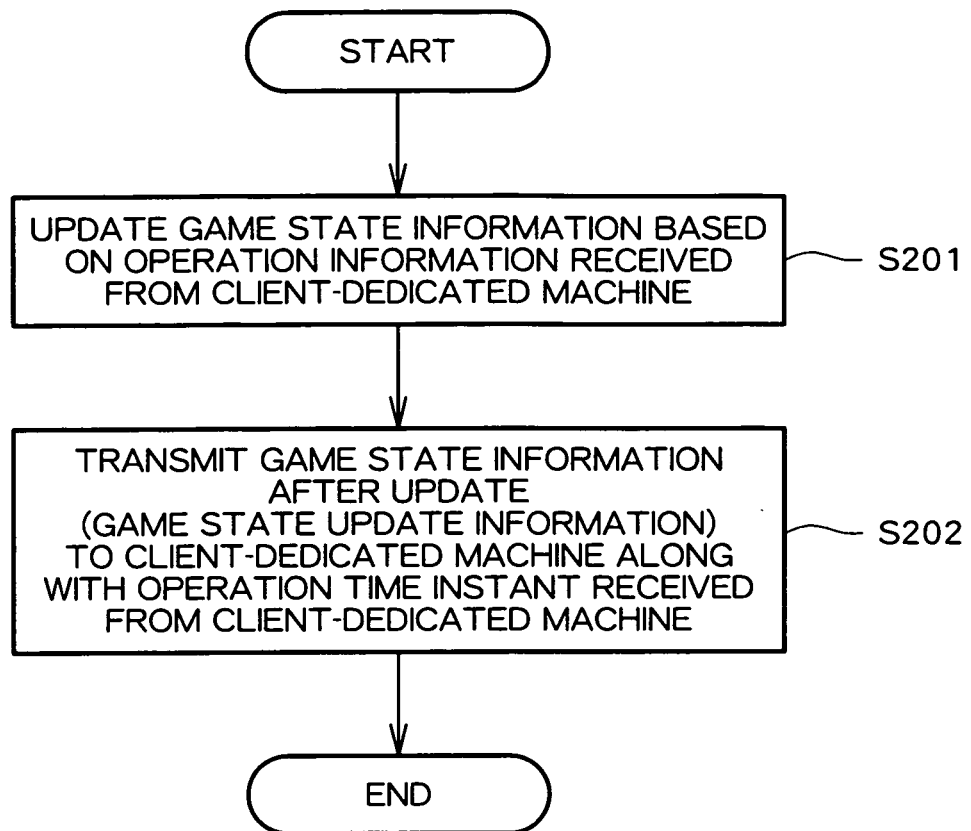 START
UPDATE GAME STATE INFORMATION BASED
ON OPERATION INFORMATION RECEIVED
FROM CLIENT-DEDICATED MACHINE
S201
TRANSMIT GAME STATE INFORMATION
AFTER UPDATE
(GAME STATE UPDATE INFORMATION)
TO CLIENT-DEDICATED MACHINE ALONG
WITH OPERATION TIME INSTANT RECEIVED
FROM CLIENT-DEDICATED MACHINE
S202
END